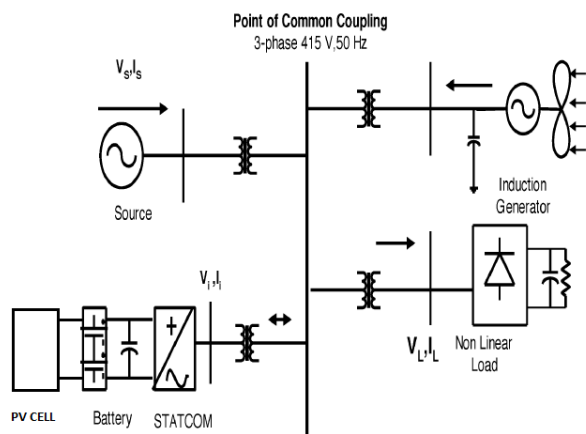 Point of Common Coupling
3-phase 415 V,50 Hz
Vs,Is
Source
Induction
Generator
Vi,Ii
VL,IL
Non Linear
Load
PV CELL
Battery
STATCOM